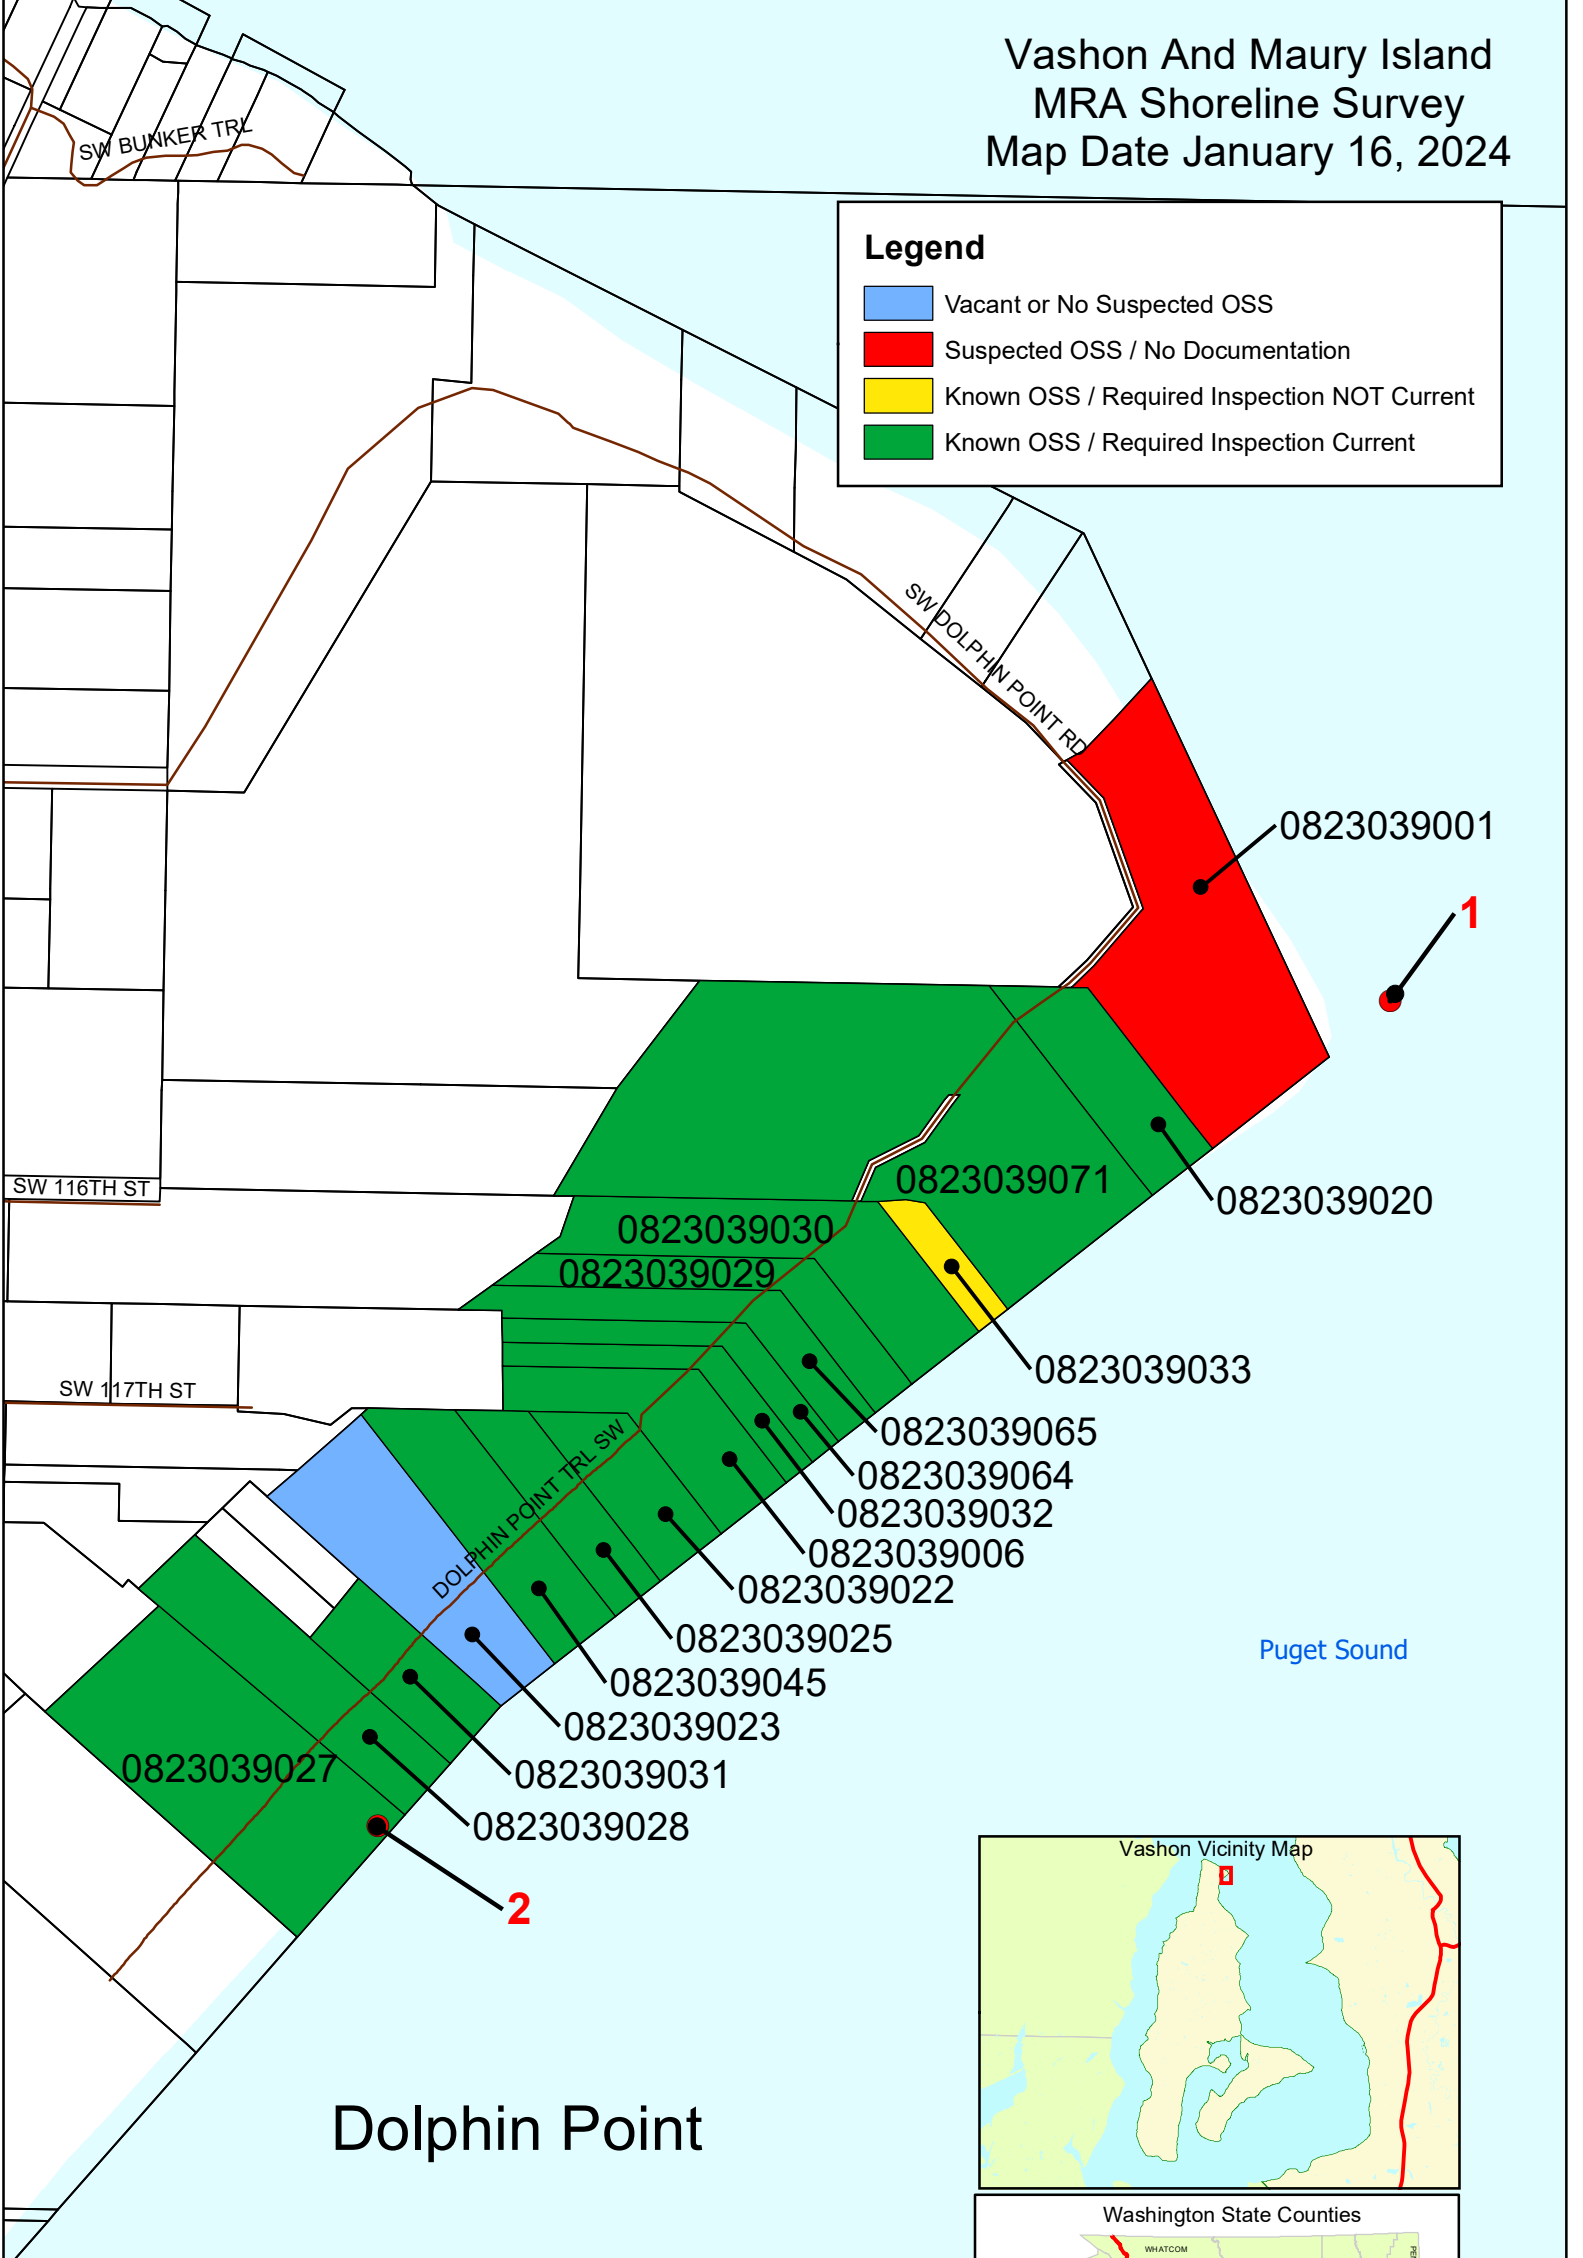 Vashon And Maury Island
MRA Shoreline Survey
Map Date January 16, 2024
SW BUNKER TRL
Legend
Vacant or No Suspected OSS
Suspected OSS / No Documentation
Known OSS / Required Inspection NOT Current
Known OSS / Required Inspection Current
SW DOLPHIN POINT RD
0823039001
1
0823039071
SW 116TH ST
0823039020
0823039030
0823039029
0823039033
SW 117TH ST
0823039065
0823039064
0823039032
0823039006
0823039022
DOLPHIN POINT TRL SW
0823039025
Puget Sound
0823039045
0823039023
0823039027
0823039031
0823039028
2
Vashon Vicinity Map
Dolphin Point
Washington State Counties
WHATCOM